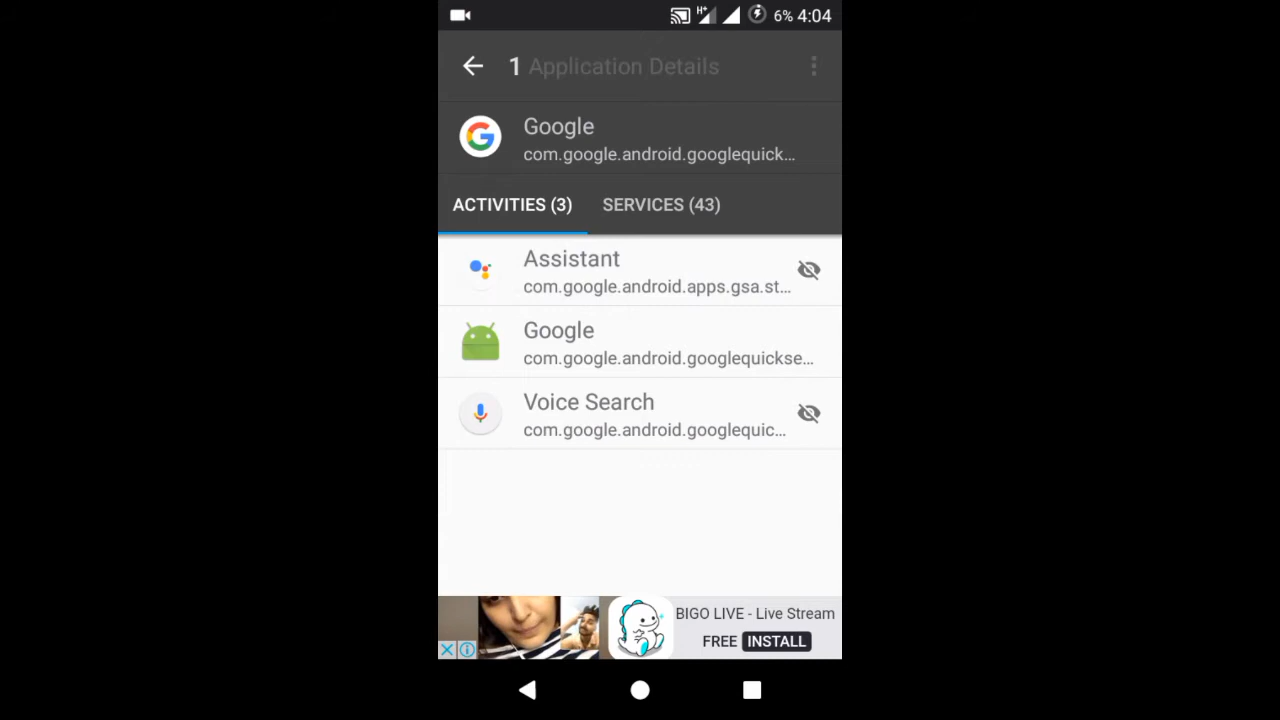 H+ 6% 4:04
1 Application Details
Google
com.google.android.googlequick...
ACTIVITIES (3) SERVICES (43)
Assistant
com.google.android.apps.gsa.st...
Google
com.google.android.googlequickse...
Voice Search
com.google.android.googlequic...
BIGO LIVE - Live Stream
FREE INSTALL